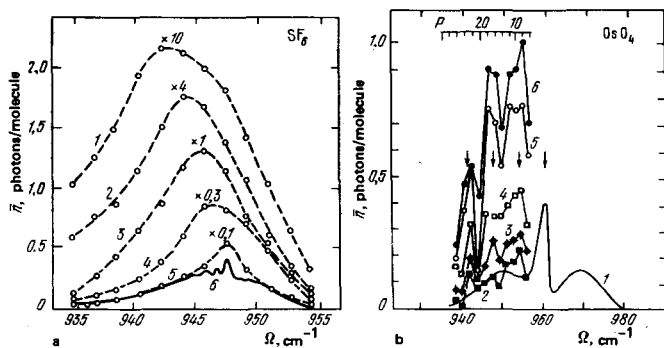 SF₆
n̄, photons/molecule
2,0
1,5
1,0
0,5
0
×10
×4
×1
×0,3
×0,1
1
2
3
4
5
6
935 940 945 950 955
a
Ω, cm⁻¹
P 20 10
OsO₄
n̄, photons/molecule
1,0
0,5
0
6
5
4
3
2
1
940 960 980
b
Ω, cm⁻¹